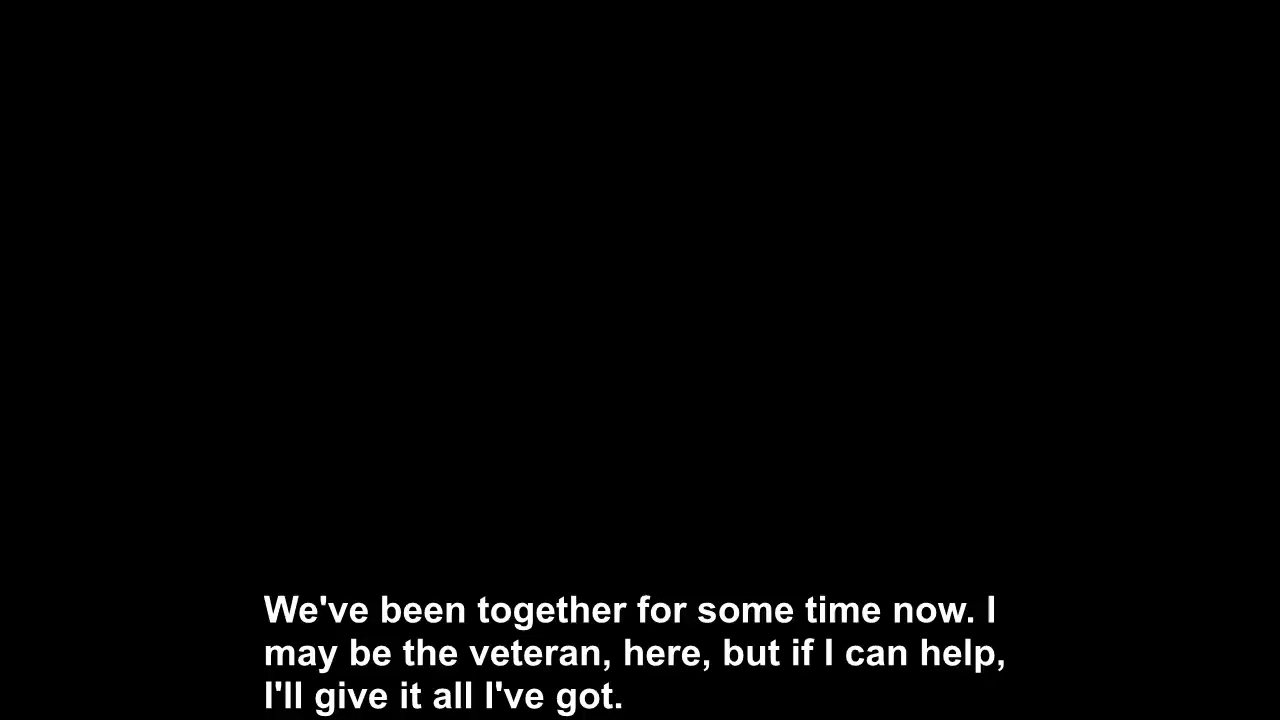 We've been together for some time now. I
may be the veteran, here, but if I can help,
I'll give it all I've got.